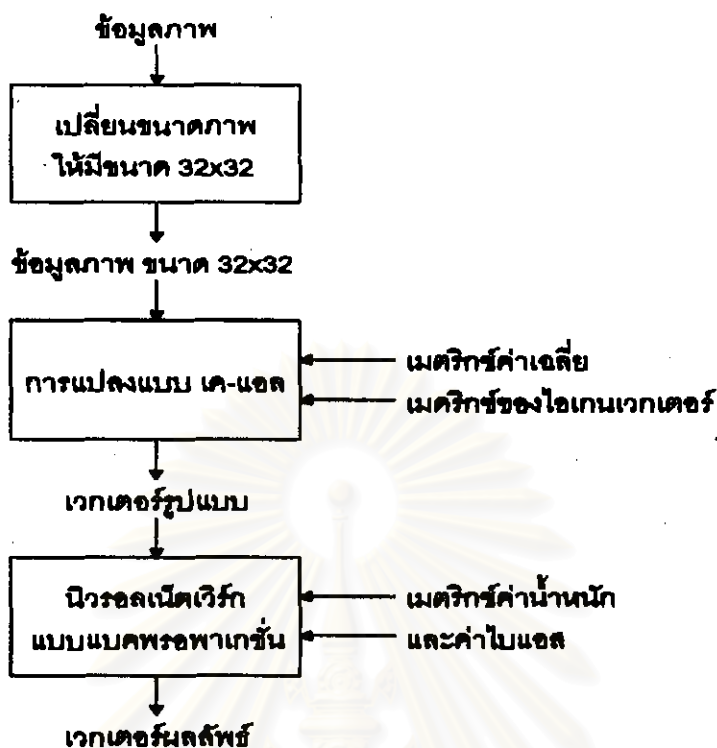 ข้อมูลภาพ
เปลี่ยนขนาดภาพ
ให้มีขนาด 32x32
ข้อมูลภาพ ขนาด 32x32
การแปลงแบบ เค-แอล
เมตริกซ์ค่าเฉลี่ย
เมตริกซ์ของไอเกนเวกเตอร์
เวกเตอร์รูปแบบ
นิวรอลเน็ตเวิร์ก
แบบแบคพรอพาเกชั่น
เมตริกซ์ค่าน้ำหนัก
และค่าไบแอส
เวกเตอร์ผลลัพธ์